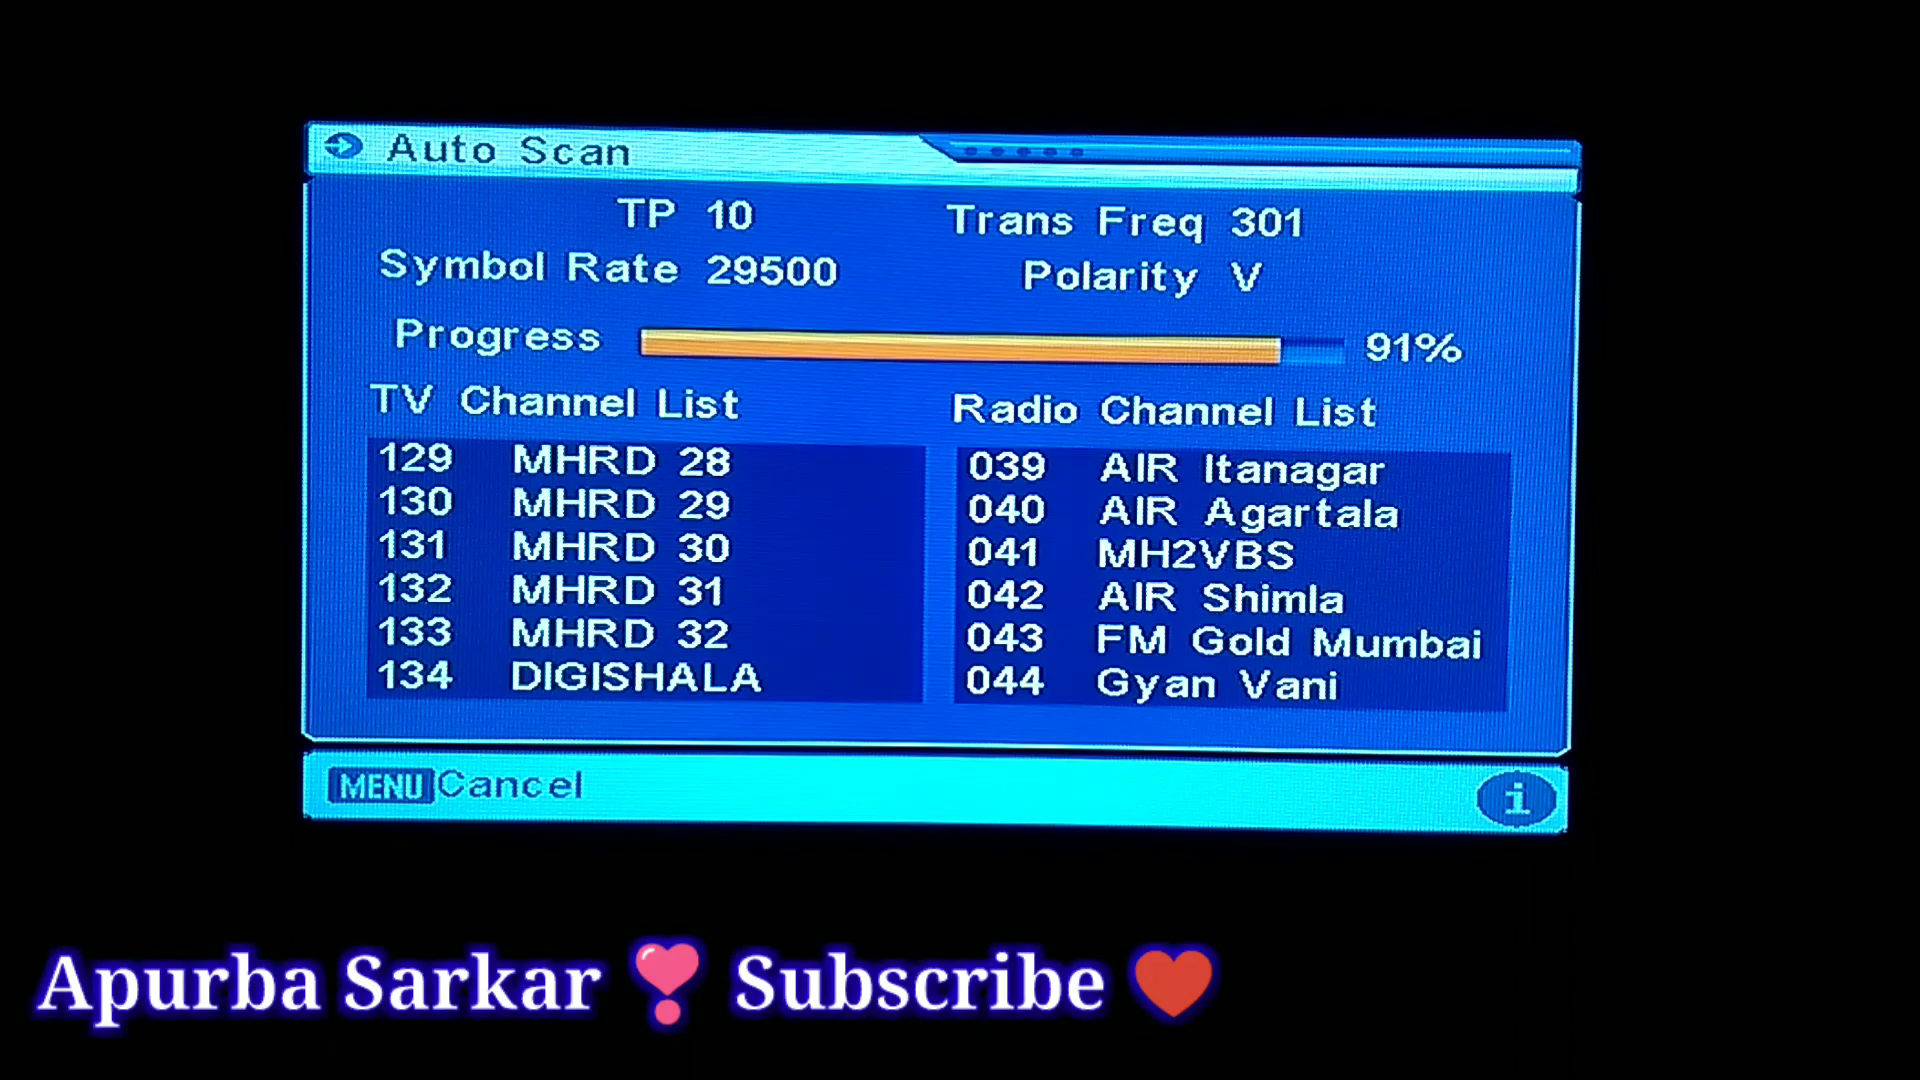 Auto Scan
TP 10 Trans Freq 301
Symbol Rate 29500 Polarity V
Progress 91%
TV Channel List
129 MHRD 28
130 MHRD 29
131 MHRD 30
132 MHRD 31
133 MHRD 32
134 DIGISHALA
Radio Channel List
039 AIR Itanagar
040 AIR Agartala
041 MH2VBS
042 AIR Shimla
043 FM Gold Mumbai
044 Gyan Vani
MENU Cancel
i
Apurba Sarkar ❣ Subscribe ♥